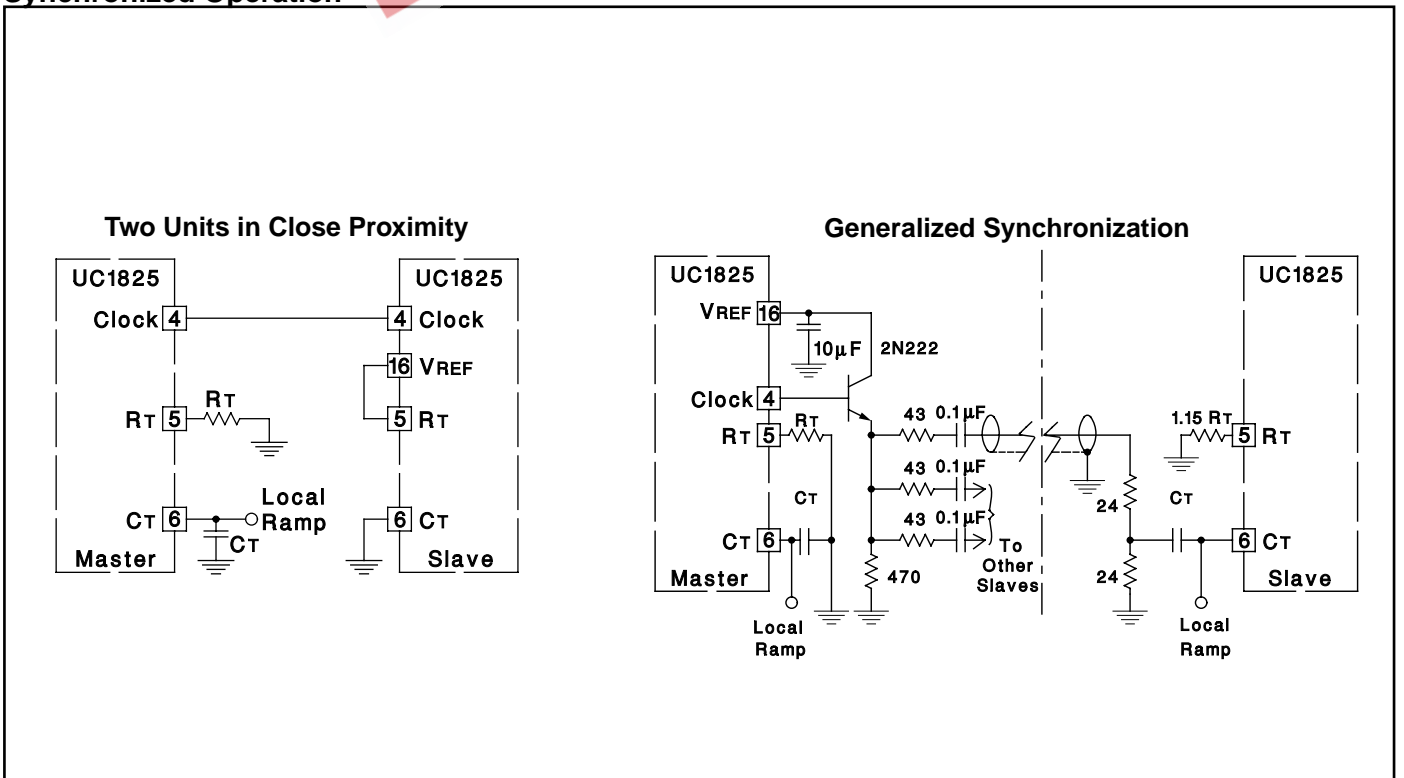 Synchronized Operation
Two Units in Close Proximity
UC1825
Clock 4
RT 5
RT
CT 6
CT
Local
Ramp
Master
UC1825
4 Clock
16 VREF
5 RT
6 CT
Slave
Generalized Synchronization
UC1825
VREF 16
10μF
2N222
Clock 4
RT 5
RT
43 0.1μF
43 0.1μF
43 0.1μF
CT
CT 6
Master
470
To
Other
Slaves
Local
Ramp
UC1825
1.15 RT
5 RT
24
CT
24
6 CT
Slave
Local
Ramp